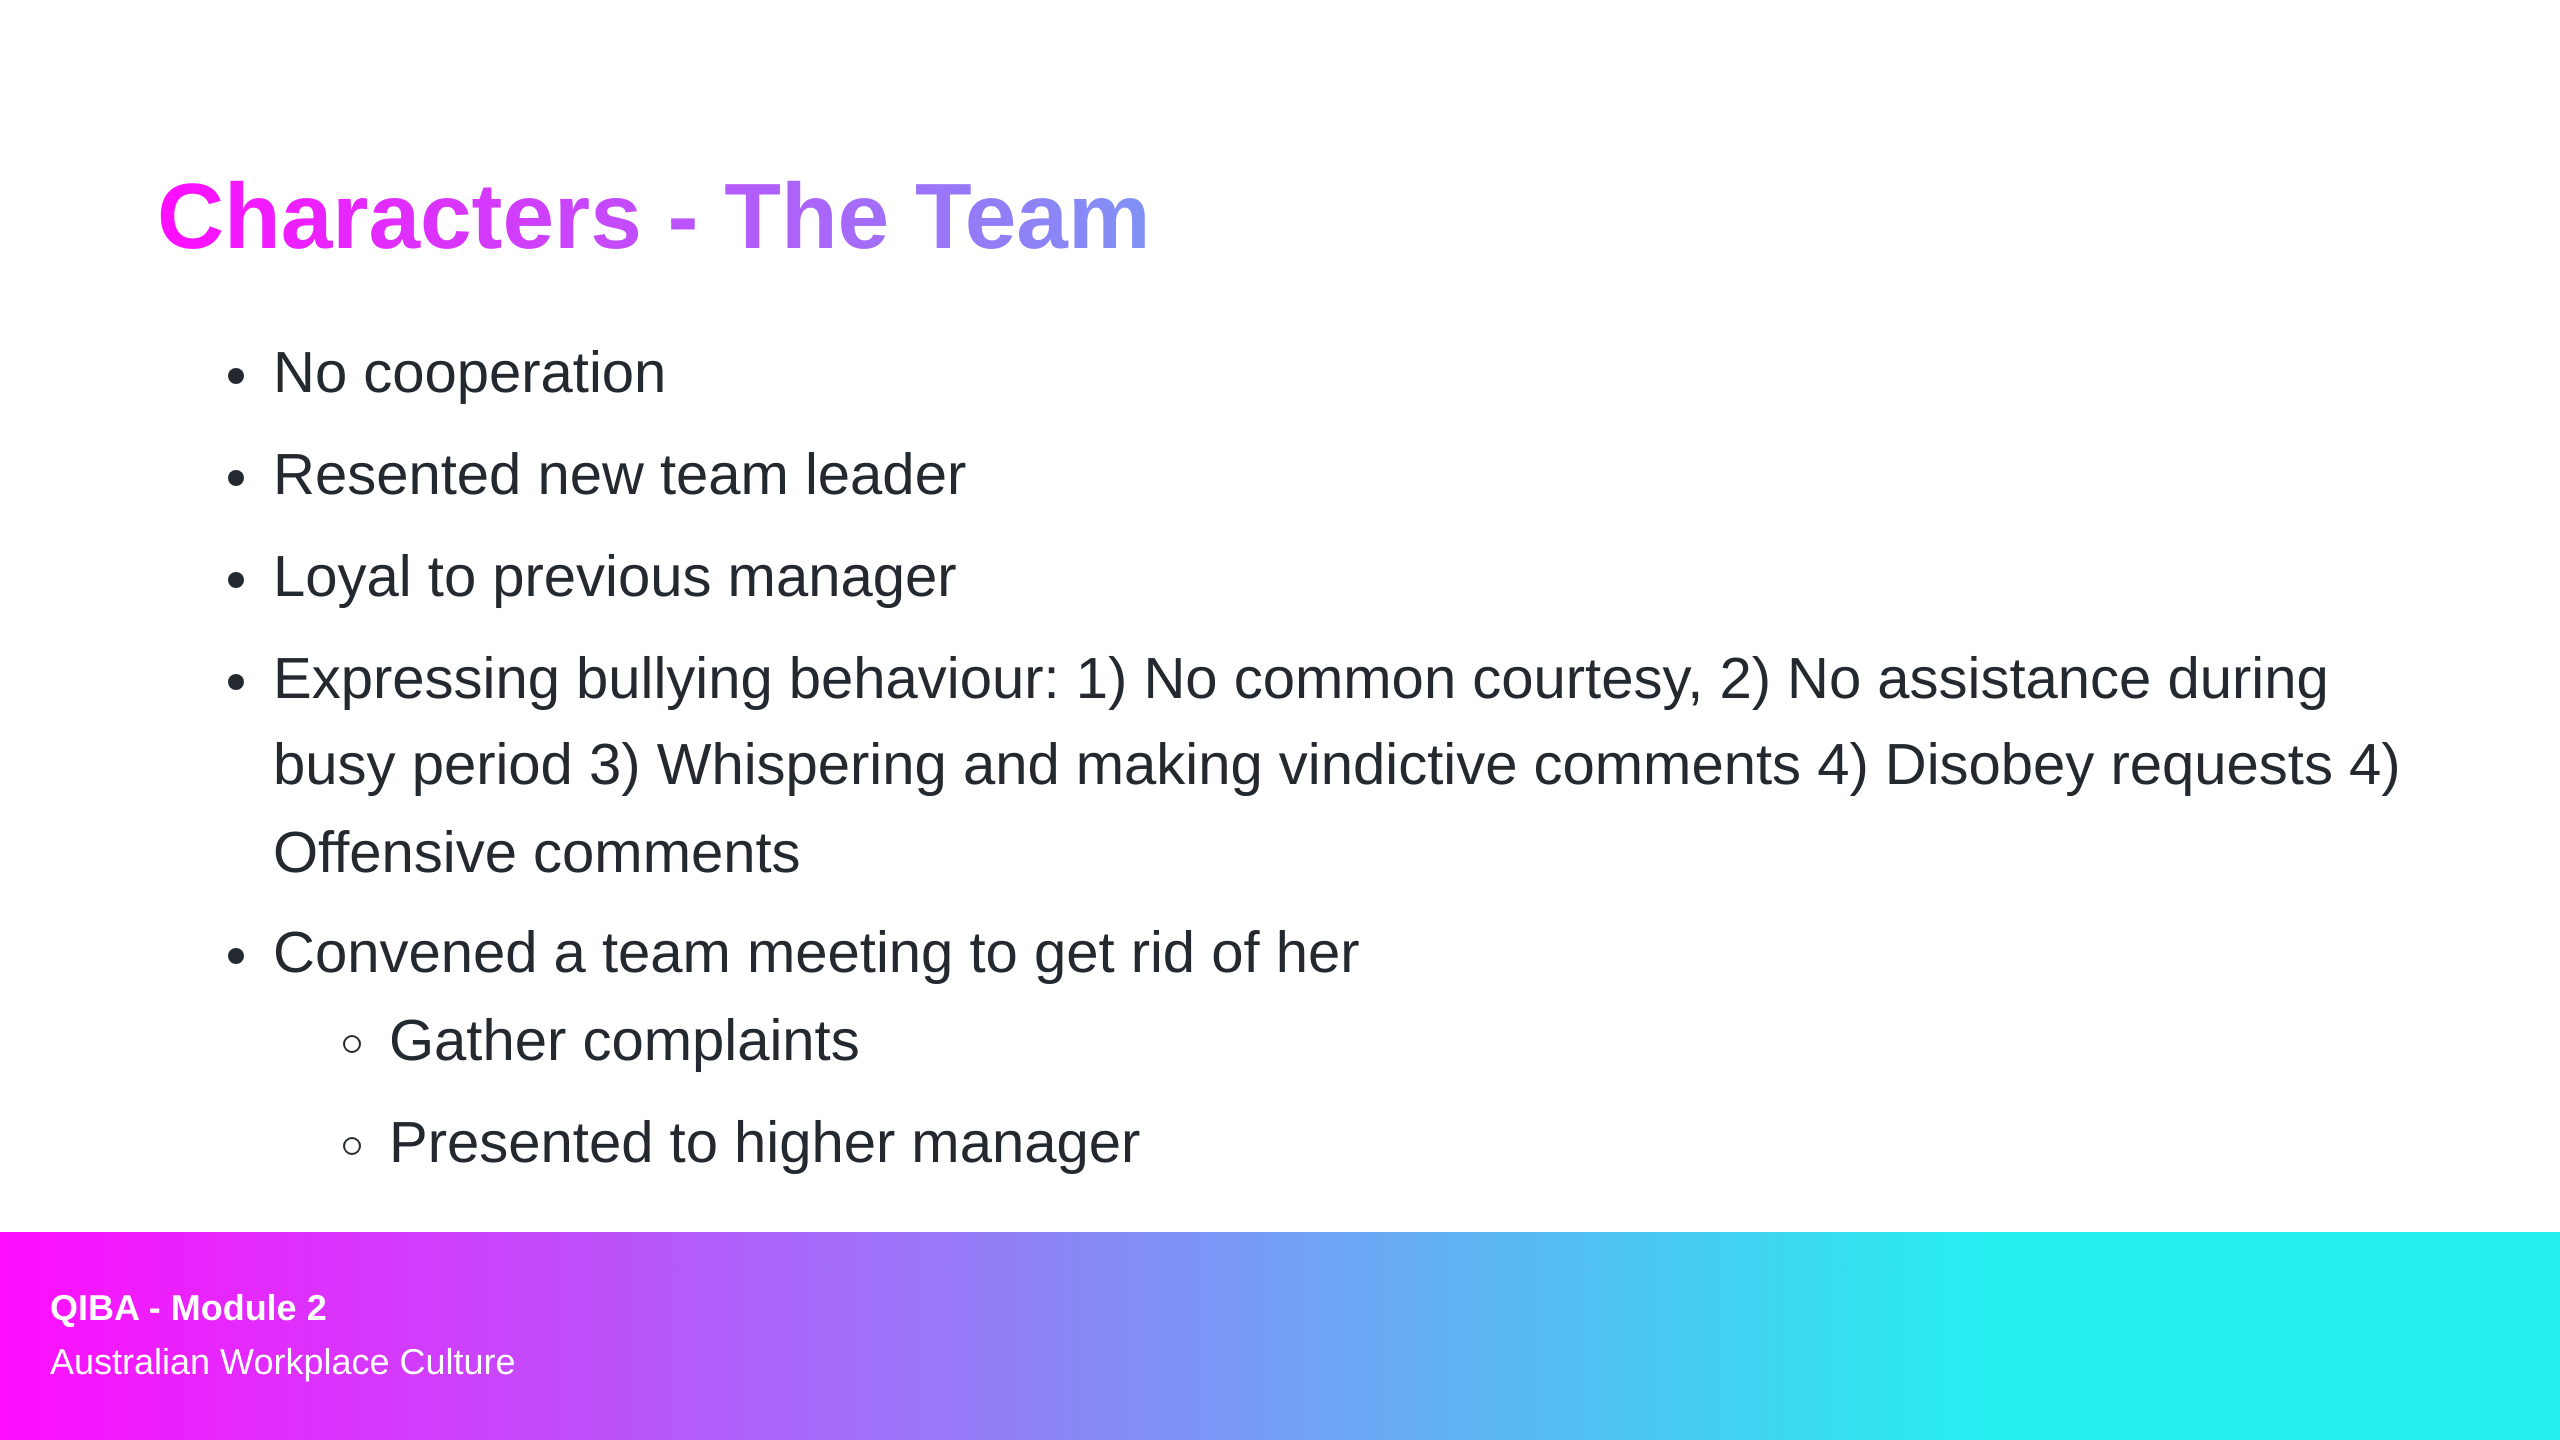 Characters - The Team
• No cooperation
• Resented new team leader
• Loyal to previous manager
• Expressing bullying behaviour: 1) No common courtesy, 2) No assistance during
busy period 3) Whispering and making vindictive comments 4) Disobey requests 4)
Offensive comments
• Convened a team meeting to get rid of her
◦ Gather complaints
◦ Presented to higher manager
QIBA - Module 2
Australian Workplace Culture